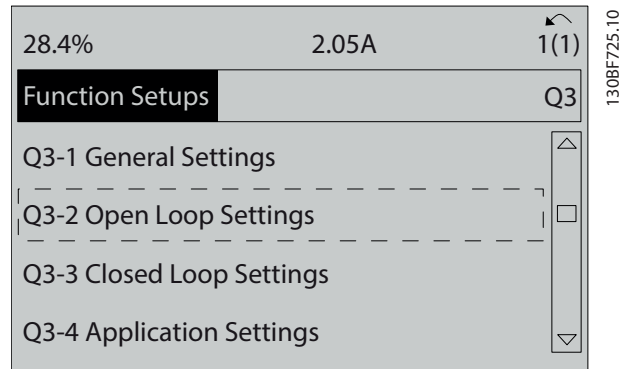 28.4% 2.05A 1(1)
Function Setups Q3
Q3-1 General Settings
Q3-2 Open Loop Settings
Q3-3 Closed Loop Settings
Q3-4 Application Settings
130BF725.10